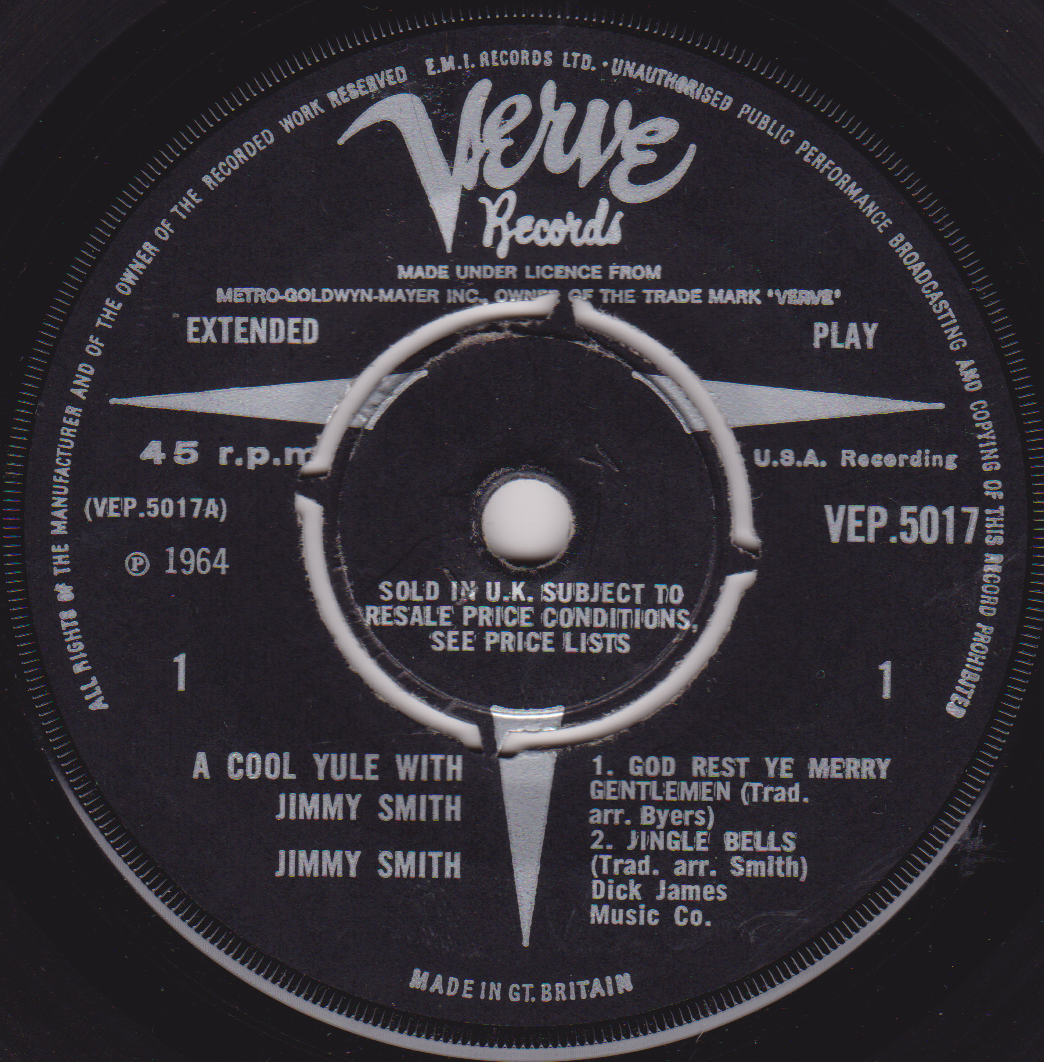 ALL RIGHTS OF THE MANUFACTURER AND OF THE OWNER OF THE RECORDED WORK RESERVED E.M.I. RECORDS LTD. · UNAUTHORISED PUBLIC PERFORMANCE BROADCASTING AND COPYING OF THIS RECORD PROHIBITED
Verve
Records
MADE UNDER LICENCE FROM
METRO-GOLDWYN-MAYER INC., OWNER OF THE TRADE MARK "VERVE"
EXTENDED PLAY
45 r.p.m
U.S.A. Recording
(VEP.5017A)
VEP.5017
℗ 1964
SOLD IN U.K. SUBJECT TO
RESALE PRICE CONDITIONS,
SEE PRICE LISTS
1 1
A COOL YULE WITH
JIMMY SMITH
JIMMY SMITH
1. GOD REST YE MERRY
GENTLEMEN (Trad.
arr. Byers)
2. JINGLE BELLS
(Trad. arr. Smith)
Dick James
Music Co.
MADE IN GT. BRITAIN